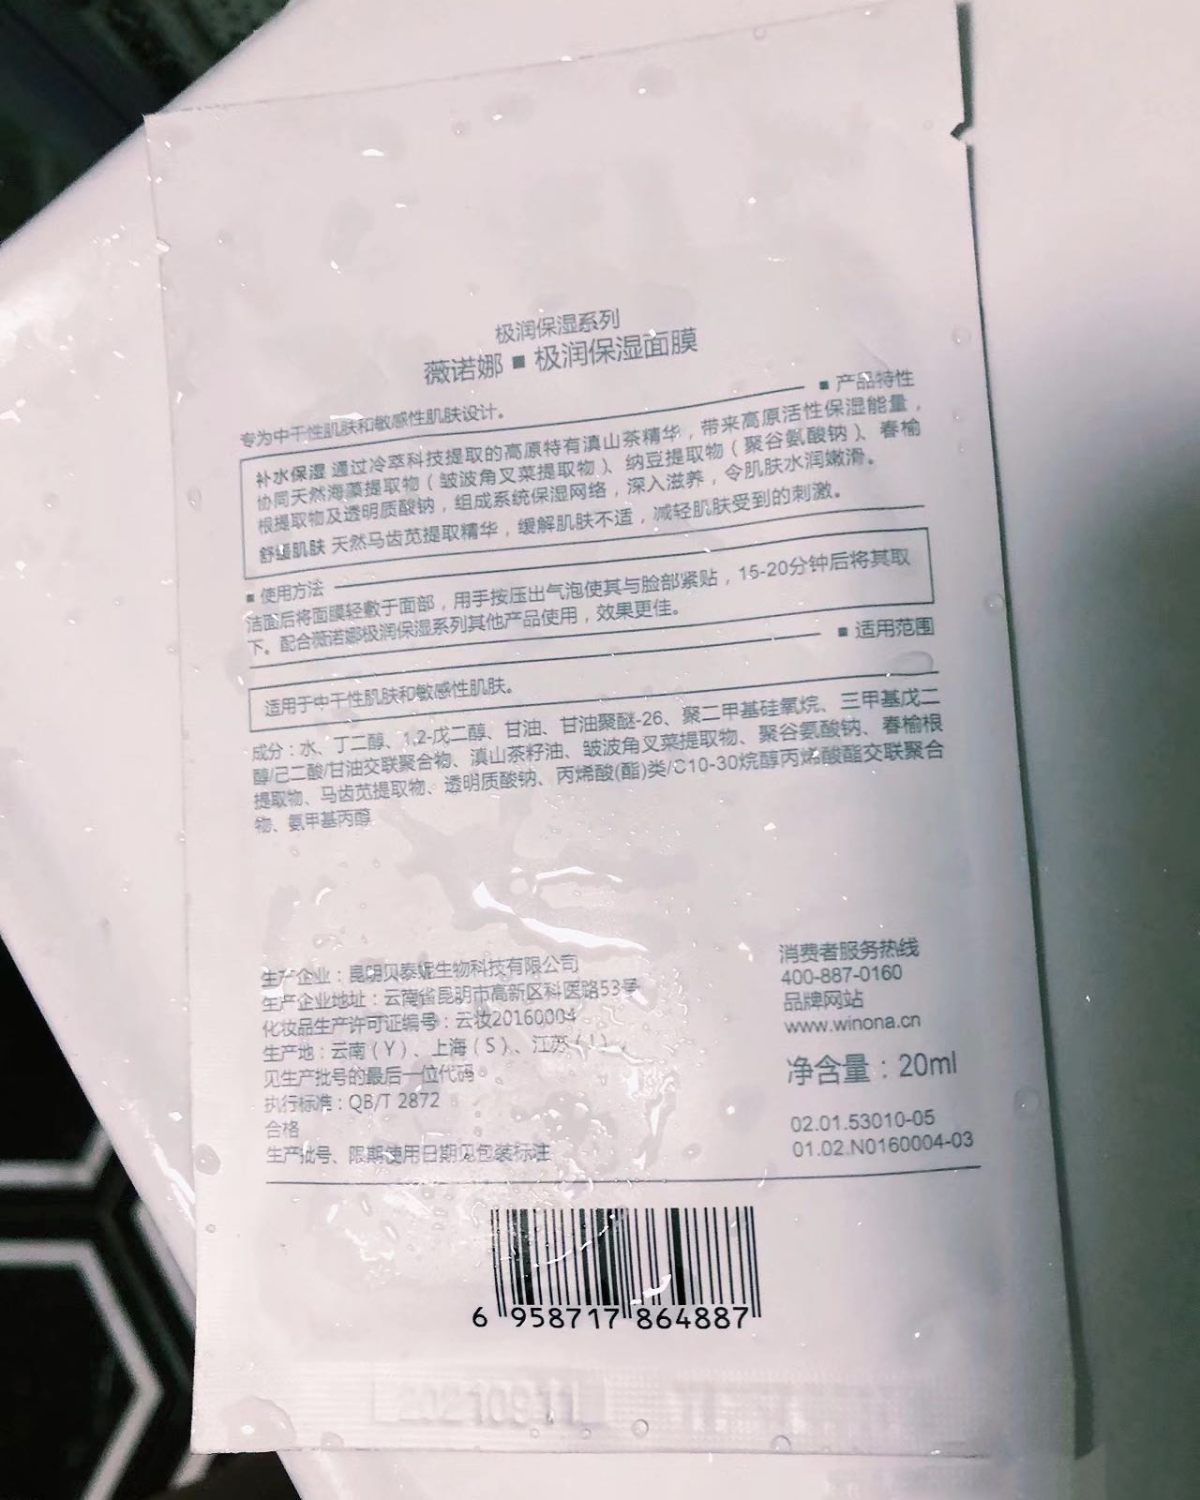 极润保湿系列
薇诺娜 ■ 极润保湿面膜
■ 产品特性
专为中干性肌肤和敏感性肌肤设计。
补水保湿 通过冷萃科技提取的高原特有滇山茶精华，带来高原活性保湿能量，
协同天然海藻提取物（皱波角叉菜提取物）、纳豆提取物（聚谷氨酸钠）、春榆
根提取物及透明质酸钠，组成系统保湿网络，深入滋养，令肌肤水润嫩滑。
舒缓肌肤 天然马齿苋提取精华，缓解肌肤不适，减轻肌肤受到的刺激。
■ 使用方法
洁面后将面膜轻敷于面部，用手按压出气泡使其与脸部紧贴，15-20分钟后将其取
下。配合薇诺娜极润保湿系列其他产品使用，效果更佳。
■ 适用范围
适用于中干性肌肤和敏感性肌肤。
成分：水、丁二醇、1,2-戊二醇、甘油、甘油聚醚-26、聚二甲基硅氧烷、三甲基戊二
醇/己二酸/甘油交联聚合物、滇山茶籽油、皱波角叉菜提取物、聚谷氨酸钠、春榆根
提取物、马齿苋提取物、透明质酸钠、丙烯酸(酯)类/C10-30烷醇丙烯酸酯交联聚合
物、氨甲基丙醇
生产企业：昆明贝泰妮生物科技有限公司
生产企业地址：云南省昆明市高新区科医路53号
化妆品生产许可证编号：云妆20160004
生产地：云南（Y）、上海（S）、江苏（J），
见生产批号的最后一位代码。
执行标准：QB/T 2872
合格
生产批号、限期使用日期见包装标注
消费者服务热线
400-887-0160
品牌网站
www.winona.cn
净含量：20ml
02.01.53010-05
01.02.N0160004-03
6 958717 864887
20210911